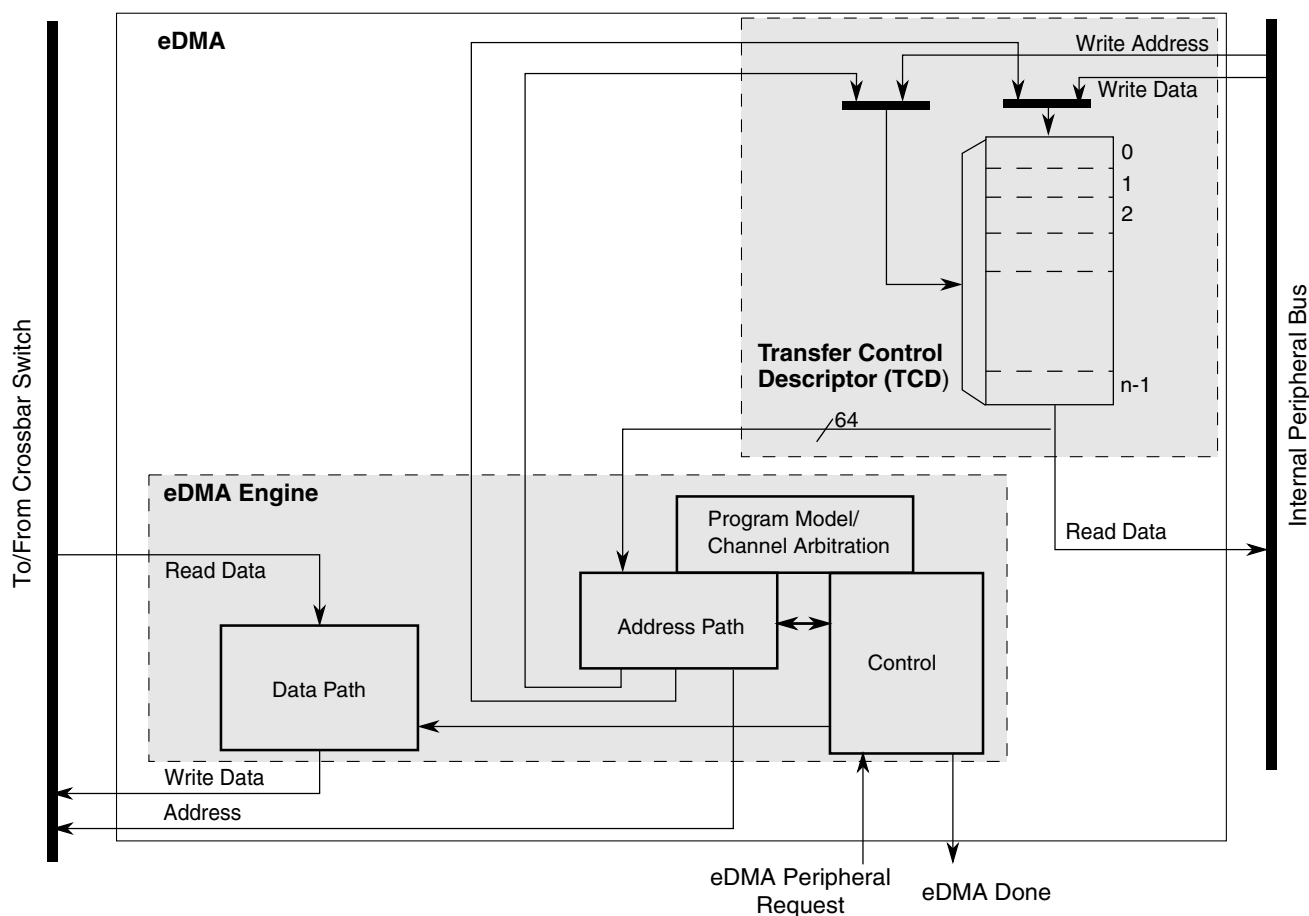 eDMA
Write Address
Write Data
0
1
2
n-1
Transfer Control
Descriptor (TCD)
64
To/From Crossbar Switch
Internal Peripheral Bus
eDMA Engine
Program Model/
Channel Arbitration
Read Data
Read Data
Address Path
Control
Data Path
Write Data
Address
eDMA Peripheral
Request
eDMA Done